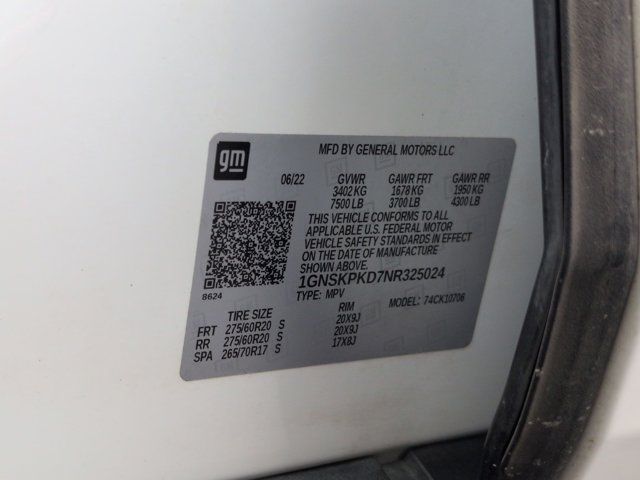 gm
MFD BY GENERAL MOTORS LLC
06/22 GVWR GAWR FRT GAWR RR
3402 KG 1678 KG 1950 KG
7500 LB 3700 LB 4300 LB
THIS VEHICLE CONFORMS TO ALL
APPLICABLE U.S. FEDERAL MOTOR
VEHICLE SAFETY STANDARDS IN EFFECT
ON THE DATE OF MANUFACTURE
SHOWN ABOVE.
8624
1GNSKPKD7NR325024
TYPE: MPV MODEL: 74CK10706
TIRE SIZE RIM
FRT 275/60R20 S 20X9J
RR 275/60R20 S 20X9J
SPA 265/70R17 S 17X8J